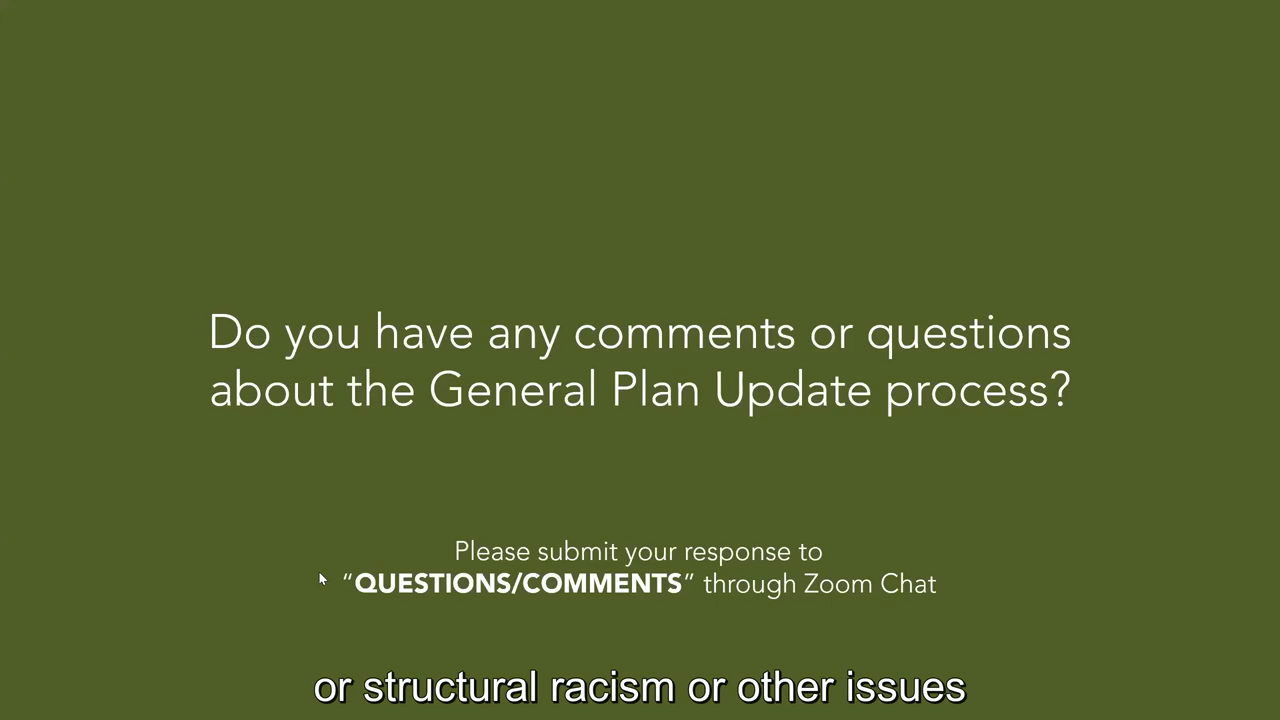 Do you have any comments or questions
about the General Plan Update process?
Please submit your response to
“QUESTIONS/COMMENTS” through Zoom Chat
or structural racism or other issues